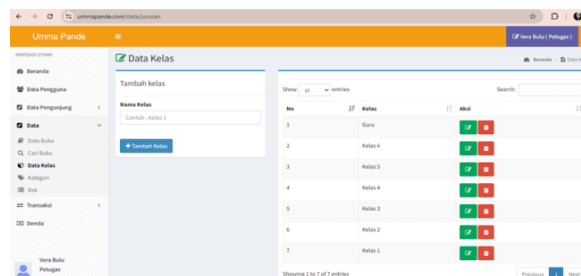 ummapande.com/data/jurusan
Umma Pande
Vera Bulu ( Petugas )
NAVIGASI UTAMA
Beranda
Data Pengguna
Data Pengunjung
Data
Data Buku
Cari Buku
Data Kelas
Kategori
Rak
Transaksi
Denda
Vera Bulu
Petugas
Data Kelas
Beranda
Tambah kelas
Nama Kelas
Contoh : Kelas 1
+ Tambah Kelas
Show 10 entries
Search:
No Kelas Aksi
1 Guru
2 Kelas 6
3 Kelas 5
4 Kelas 4
5 Kelas 3
6 Kelas 2
7 Kelas 1
Showing 1 to 7 of 7 entries
Previous 1 Next